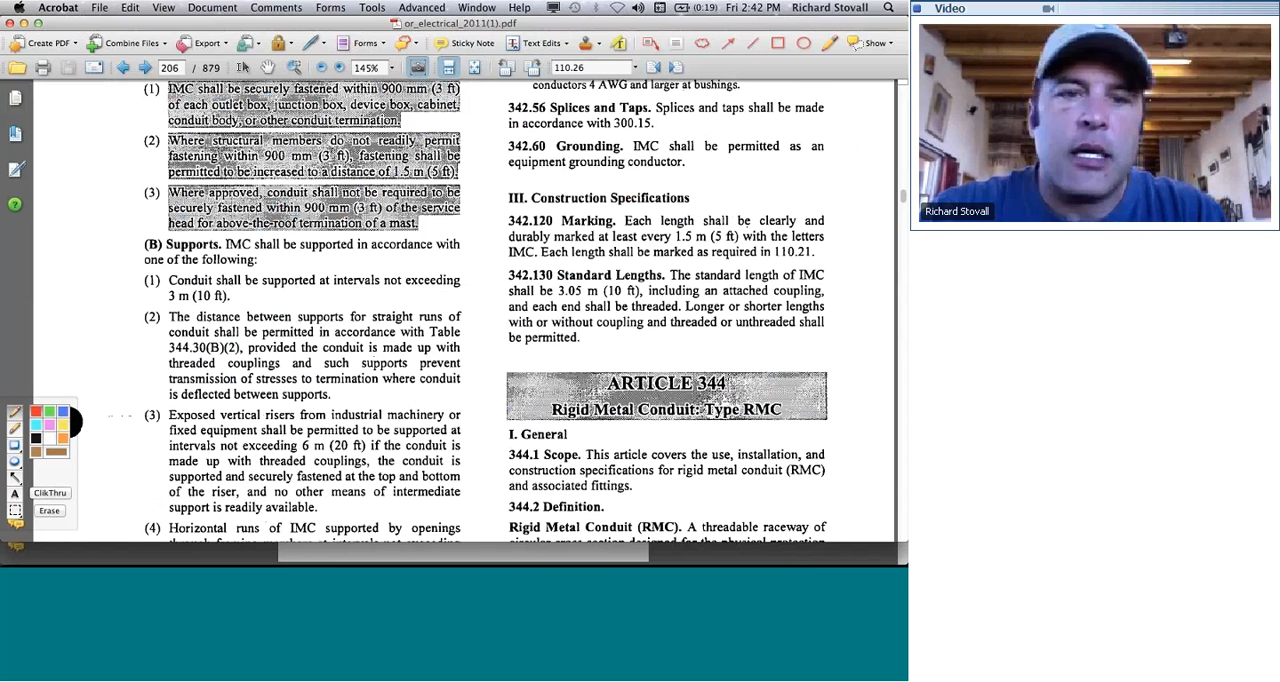 Acrobat File Edit View Document Comments Forms Tools Advanced Window Help (0:19) Fri 2:42 PM Richard Stovall
or_electrical_2011(1).pdf
Create PDF Combine Files Export Forms Sticky Note Text Edits Show
206 / 879 145% 110.26
(1) IMC shall be securely fastened within 900 mm (3 ft)
of each outlet box, junction box, device box, cabinet,
conduit body, or other conduit termination.
(2) Where structural members do not readily permit
fastening within 900 mm (3 ft), fastening shall be
permitted to be increased to a distance of 1.5 m (5 ft).
(3) Where approved, conduit shall not be required to be
securely fastened within 900 mm (3 ft) of the service
head for above-the-roof termination of a mast.
(B) Supports. IMC shall be supported in accordance with
one of the following:
(1) Conduit shall be supported at intervals not exceeding
3 m (10 ft).
(2) The distance between supports for straight runs of
conduit shall be permitted in accordance with Table
344.30(B)(2), provided the conduit is made up with
threaded couplings and such supports prevent
transmission of stresses to termination where conduit
is deflected between supports.
(3) Exposed vertical risers from industrial machinery or
fixed equipment shall be permitted to be supported at
intervals not exceeding 6 m (20 ft) if the conduit is
made up with threaded couplings, the conduit is
supported and securely fastened at the top and bottom
of the riser, and no other means of intermediate
support is readily available.
(4) Horizontal runs of IMC supported by openings
conductors 4 AWG and larger at bushings.
342.56 Splices and Taps. Splices and taps shall be made
in accordance with 300.15.
342.60 Grounding. IMC shall be permitted as an
equipment grounding conductor.
III. Construction Specifications
342.120 Marking. Each length shall be clearly and
durably marked at least every 1.5 m (5 ft) with the letters
IMC. Each length shall be marked as required in 110.21.
342.130 Standard Lengths. The standard length of IMC
shall be 3.05 m (10 ft), including an attached coupling,
and each end shall be threaded. Longer or shorter lengths
with or without coupling and threaded or unthreaded shall
be permitted.
ARTICLE 344
Rigid Metal Conduit: Type RMC
I. General
344.1 Scope. This article covers the use, installation, and
construction specifications for rigid metal conduit (RMC)
and associated fittings.
344.2 Definition.
Rigid Metal Conduit (RMC). A threadable raceway of
A
ClikThru
Erase
Video
Richard Stovall